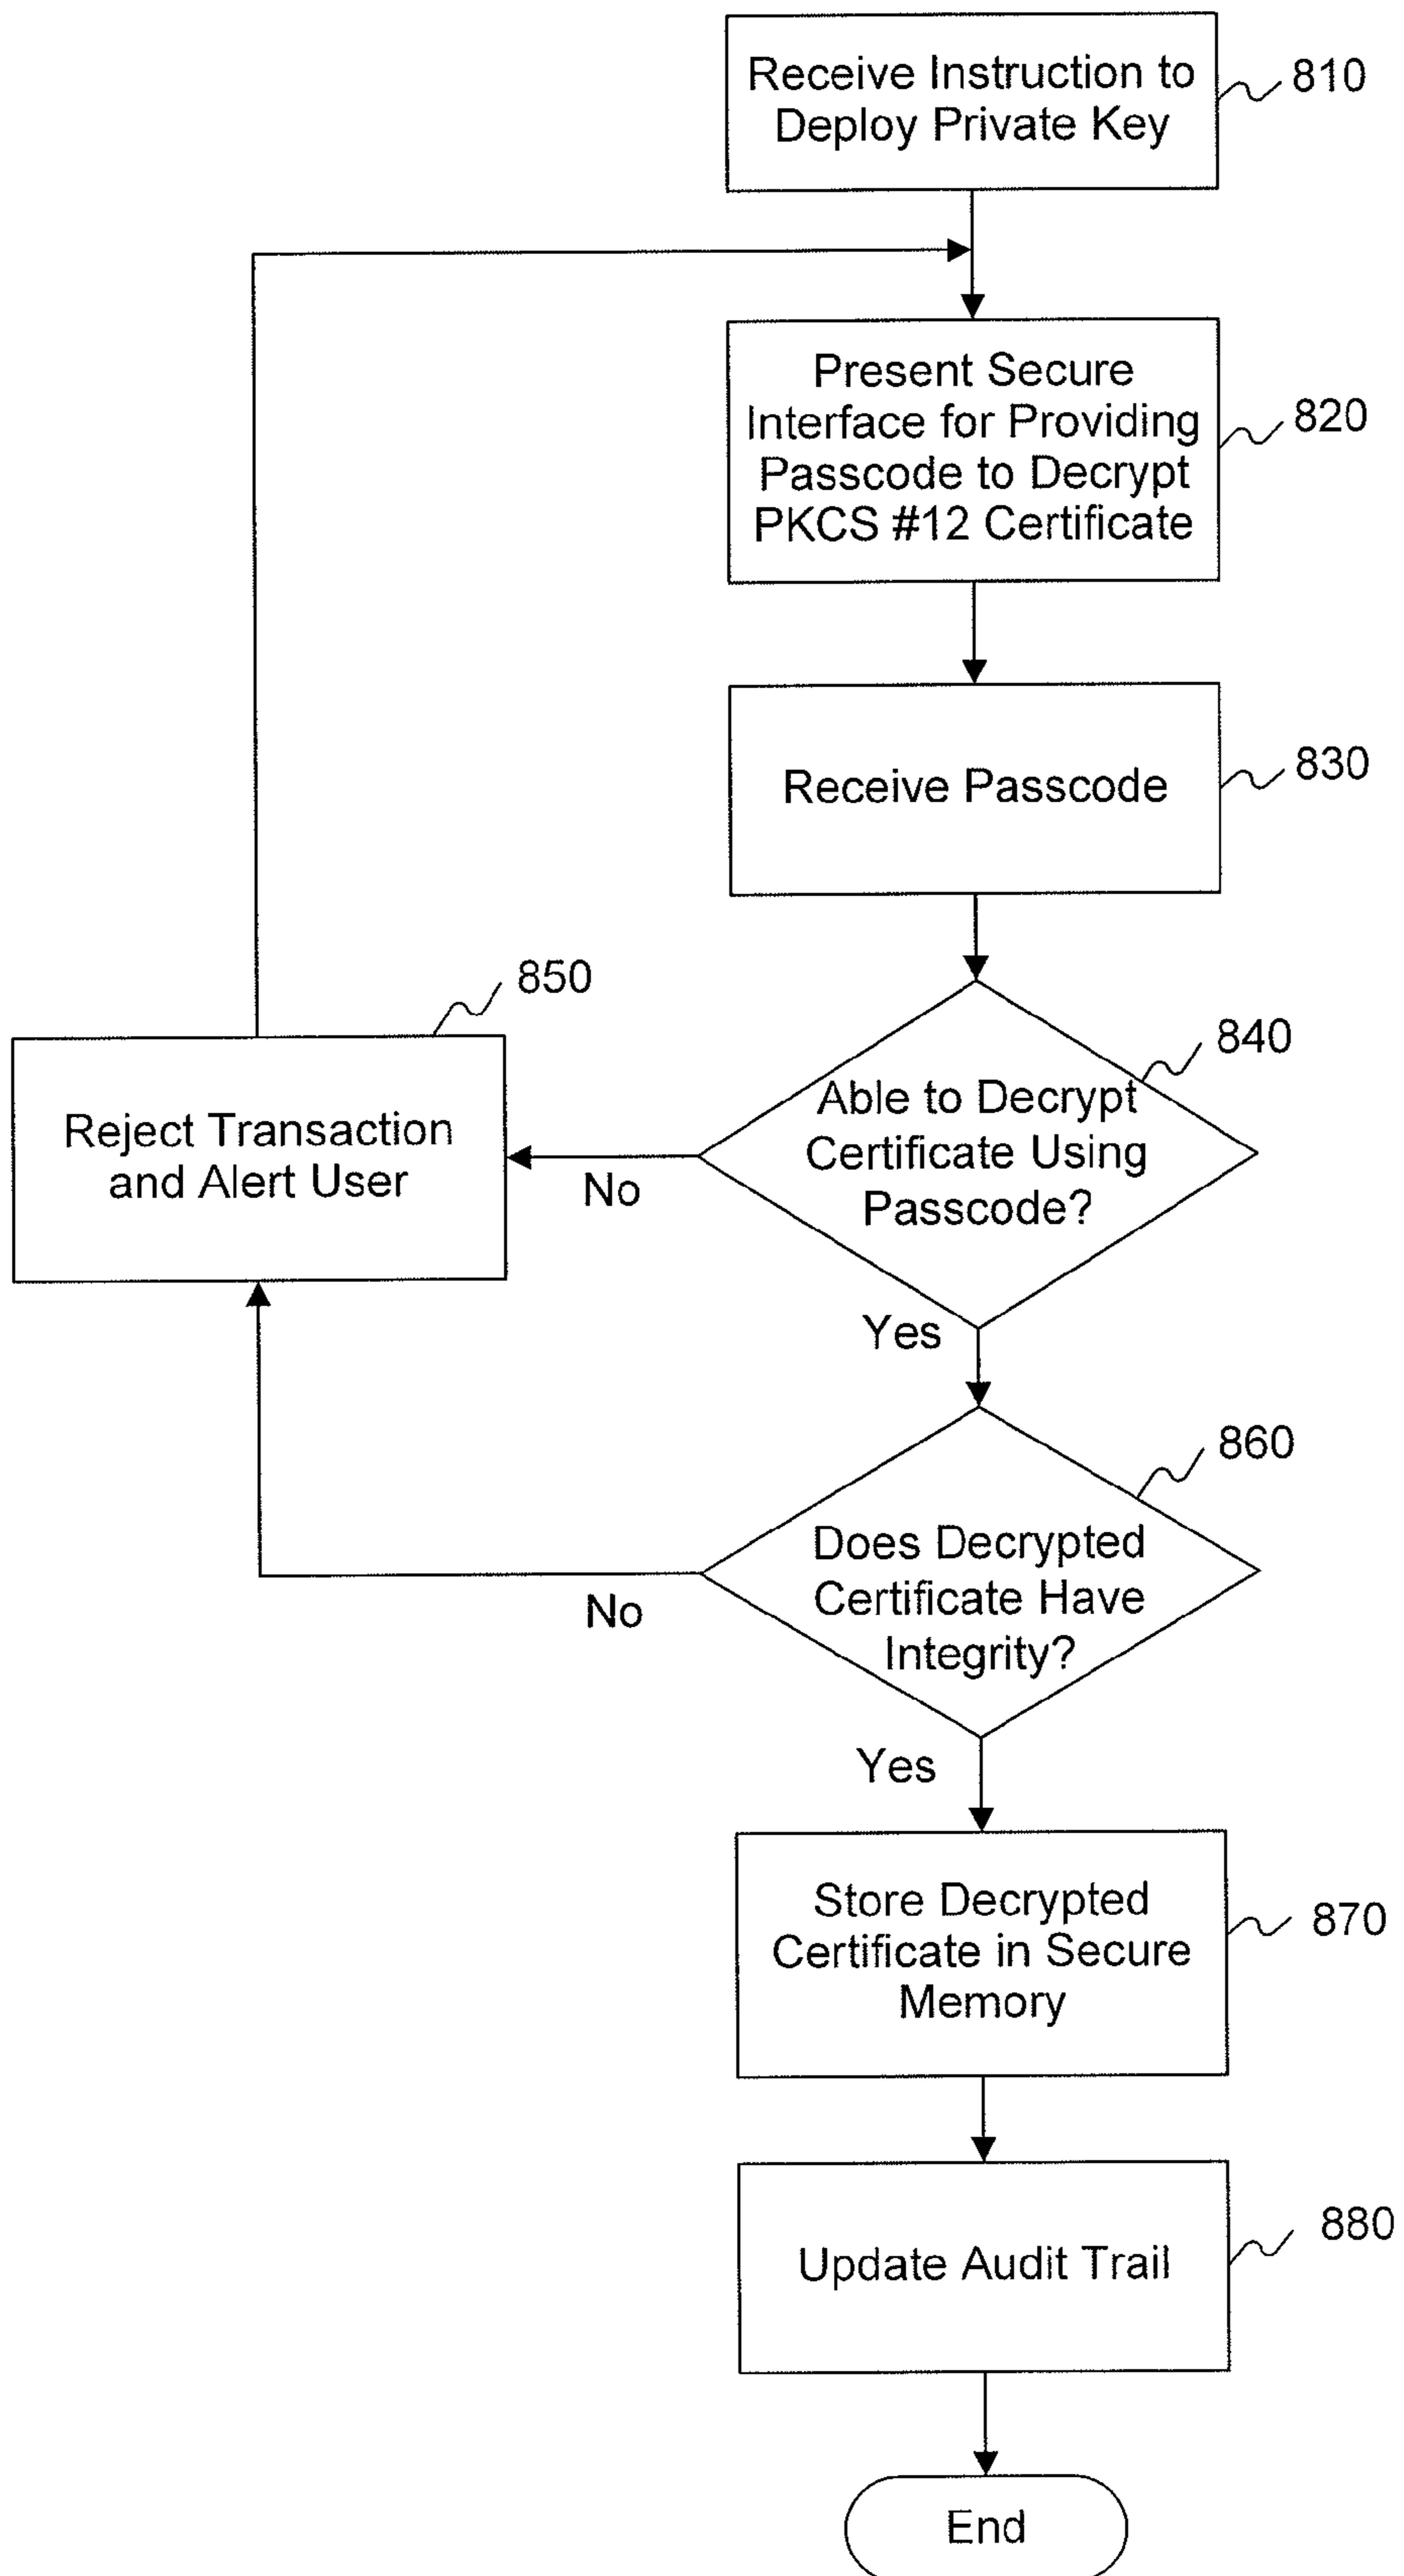 Receive Instruction to
Deploy Private Key
810
Present Secure
Interface for Providing
Passcode to Decrypt
PKCS #12 Certificate
820
Receive Passcode
830
850
Reject Transaction
and Alert User
840
Able to Decrypt
Certificate Using
Passcode?
No
Yes
860
Does Decrypted
Certificate Have
Integrity?
No
Yes
Store Decrypted
Certificate in Secure
Memory
870
Update Audit Trail
880
End